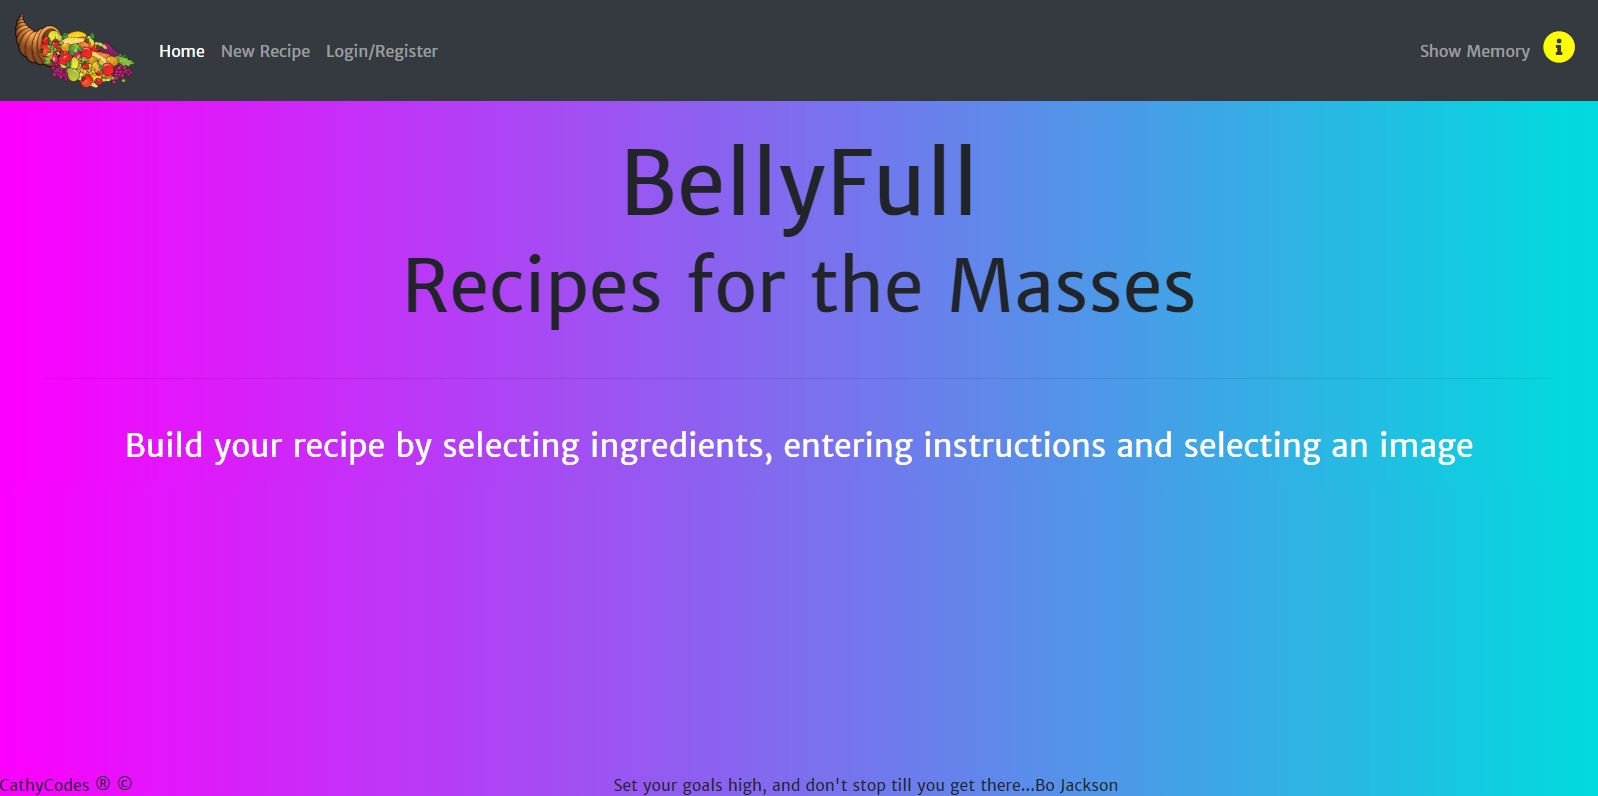 Home New Recipe Login/Register Show Memory
BellyFull
Recipes for the Masses
Build your recipe by selecting ingredients, entering instructions and selecting an image
CathyCodes ® © Set your goals high, and don't stop till you get there...Bo Jackson